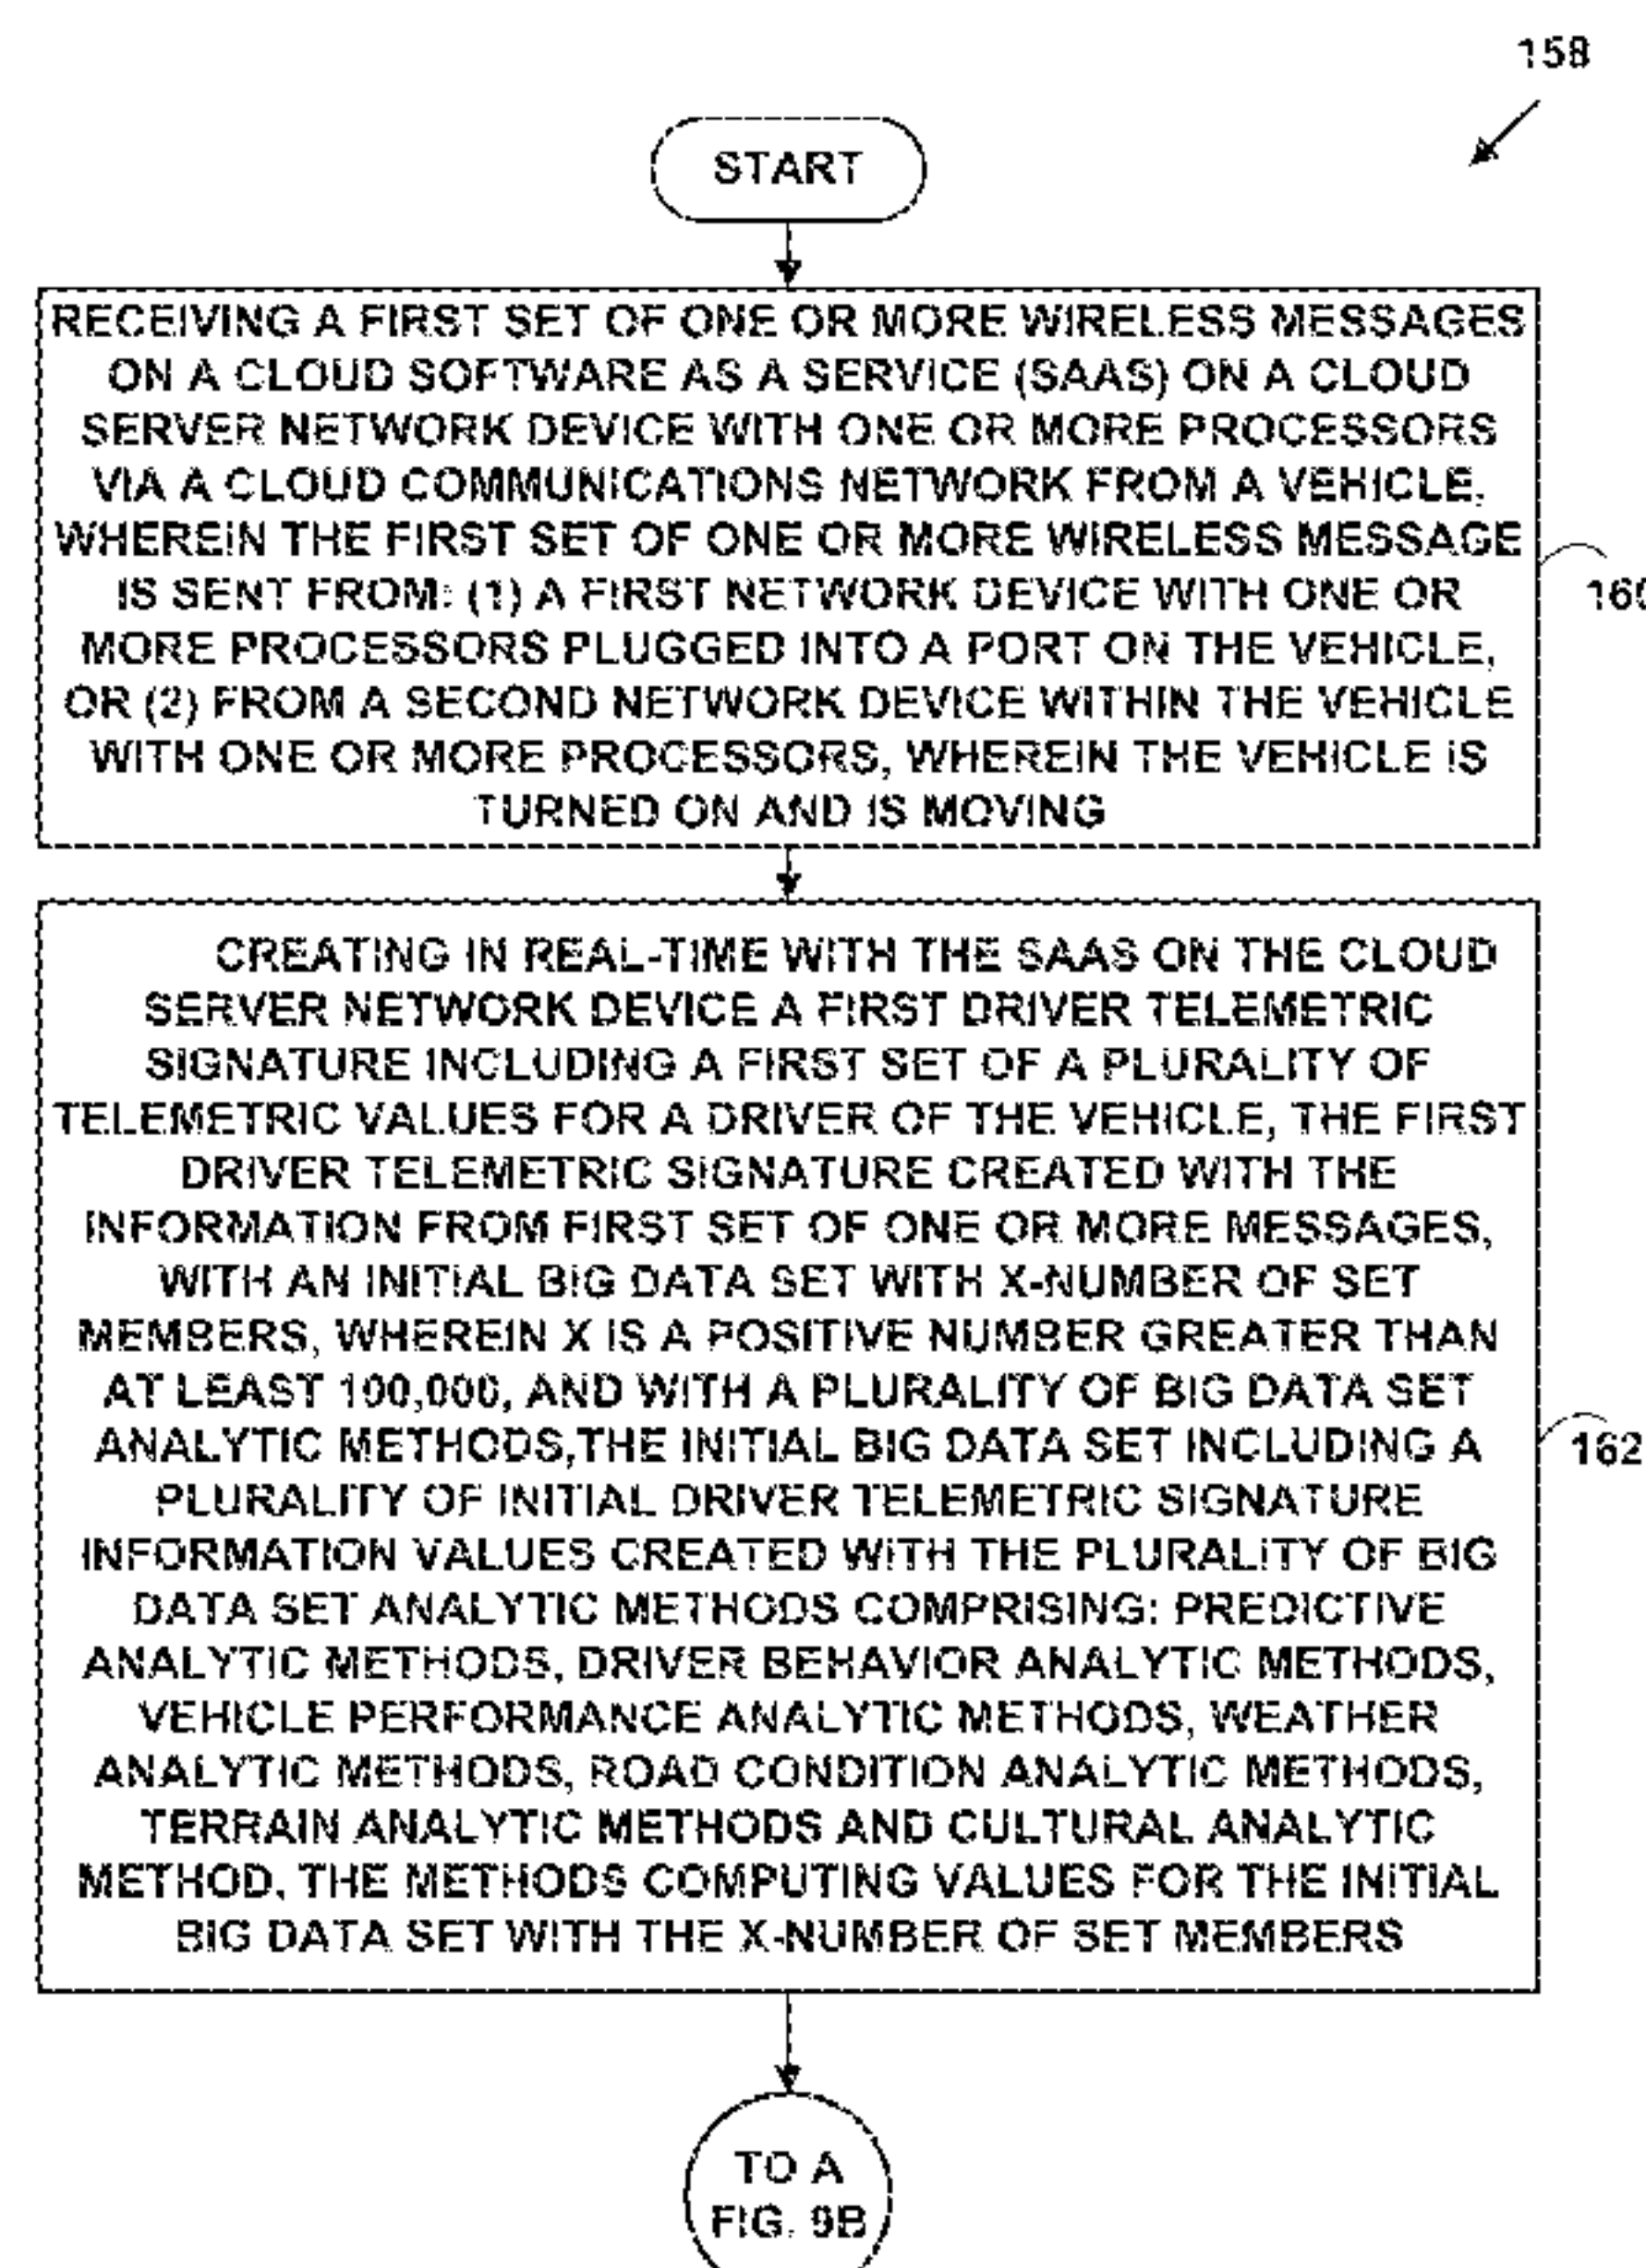 158
START
RECEIVING A FIRST SET OF ONE OR MORE WIRELESS MESSAGES
ON A CLOUD SOFTWARE AS A SERVICE (SAAS) ON A CLOUD
SERVER NETWORK DEVICE WITH ONE OR MORE PROCESSORS
VIA A CLOUD COMMUNICATIONS NETWORK FROM A VEHICLE,
WHEREIN THE FIRST SET OF ONE OR MORE WIRELESS MESSAGE
IS SENT FROM: (1) A FIRST NETWORK DEVICE WITH ONE OR
MORE PROCESSORS PLUGGED INTO A PORT ON THE VEHICLE,
OR (2) FROM A SECOND NETWORK DEVICE WITHIN THE VEHICLE
WITH ONE OR MORE PROCESSORS, WHEREIN THE VEHICLE IS
TURNED ON AND IS MOVING
160
CREATING IN REAL-TIME WITH THE SAAS ON THE CLOUD
SERVER NETWORK DEVICE A FIRST DRIVER TELEMETRIC
SIGNATURE INCLUDING A FIRST SET OF A PLURALITY OF
TELEMETRIC VALUES FOR A DRIVER OF THE VEHICLE, THE FIRST
DRIVER TELEMETRIC SIGNATURE CREATED WITH THE
INFORMATION FROM FIRST SET OF ONE OR MORE MESSAGES,
WITH AN INITIAL BIG DATA SET WITH X-NUMBER OF SET
MEMBERS, WHEREIN X IS A POSITIVE NUMBER GREATER THAN
AT LEAST 100,000, AND WITH A PLURALITY OF BIG DATA SET
ANALYTIC METHODS,THE INITIAL BIG DATA SET INCLUDING A
PLURALITY OF INITIAL DRIVER TELEMETRIC SIGNATURE
INFORMATION VALUES CREATED WITH THE PLURALITY OF BIG
DATA SET ANALYTIC METHODS COMPRISING: PREDICTIVE
ANALYTIC METHODS, DRIVER BEHAVIOR ANALYTIC METHODS,
VEHICLE PERFORMANCE ANALYTIC METHODS, WEATHER
ANALYTIC METHODS, ROAD CONDITION ANALYTIC METHODS,
TERRAIN ANALYTIC METHODS AND CULTURAL ANALYTIC
METHOD, THE METHODS COMPUTING VALUES FOR THE INITIAL
BIG DATA SET WITH THE X-NUMBER OF SET MEMBERS
162
TO A
FIG. 9B